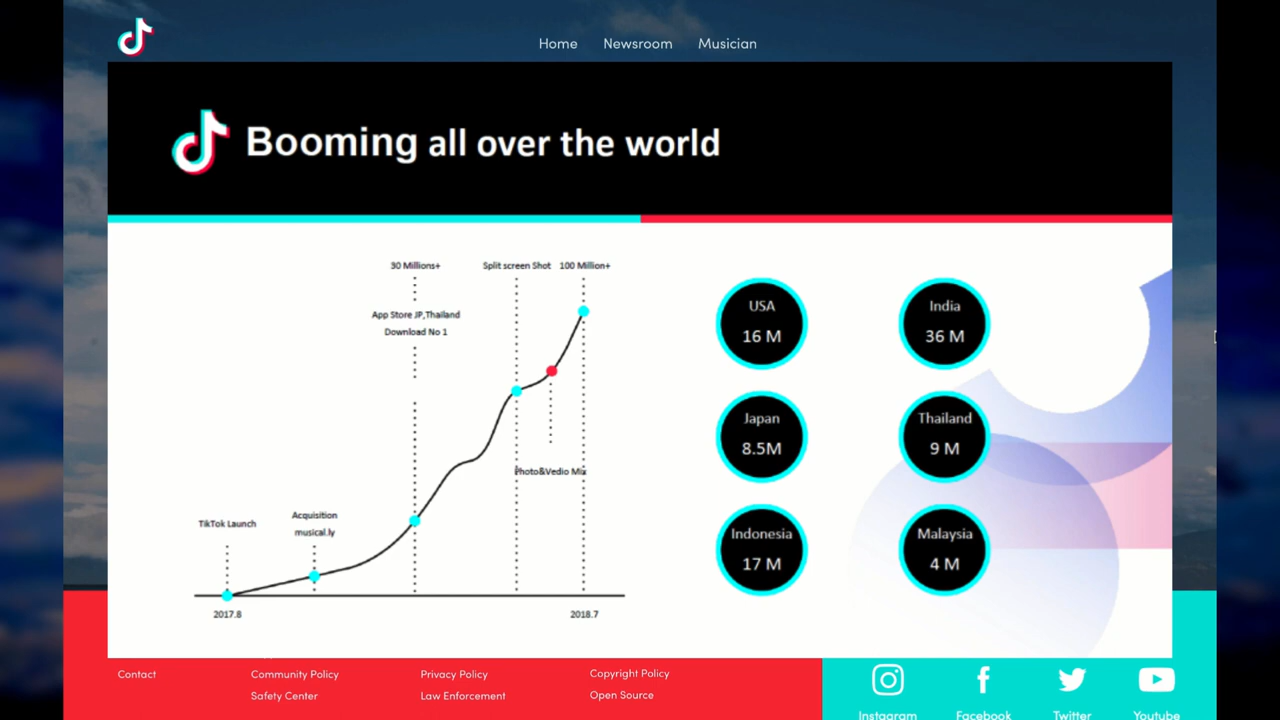 Home Newsroom Musician
Booming all over the world
30 Millions+
Split screen Shot
100 Million+
App Store JP,Thailand
Download No 1
Photo&Vedio Mix
TikTok Launch
Acquisition
musical.ly
2017.8
2018.7
USA
16 M
India
36 M
Japan
8.5M
Thailand
9 M
Indonesia
17 M
Malaysia
4 M
Contact
Community Policy
Safety Center
Privacy Policy
Law Enforcement
Copyright Policy
Open Source
Instagram
Facebook
Twitter
Youtube